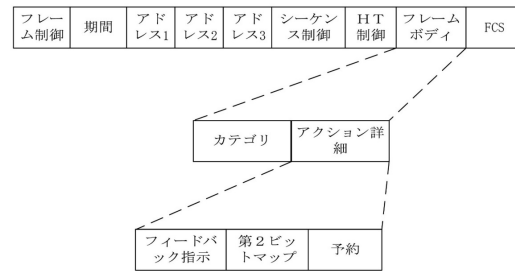 フレー
ム制御
期間
アド
レス1
アド
レス2
アド
レス3
シーケン
ス制御
HT
制御
フレーム
ボディ
FCS
カテゴリ
アクション詳
細
フィードバ
ック指示
第2ビッ
トマップ
予約